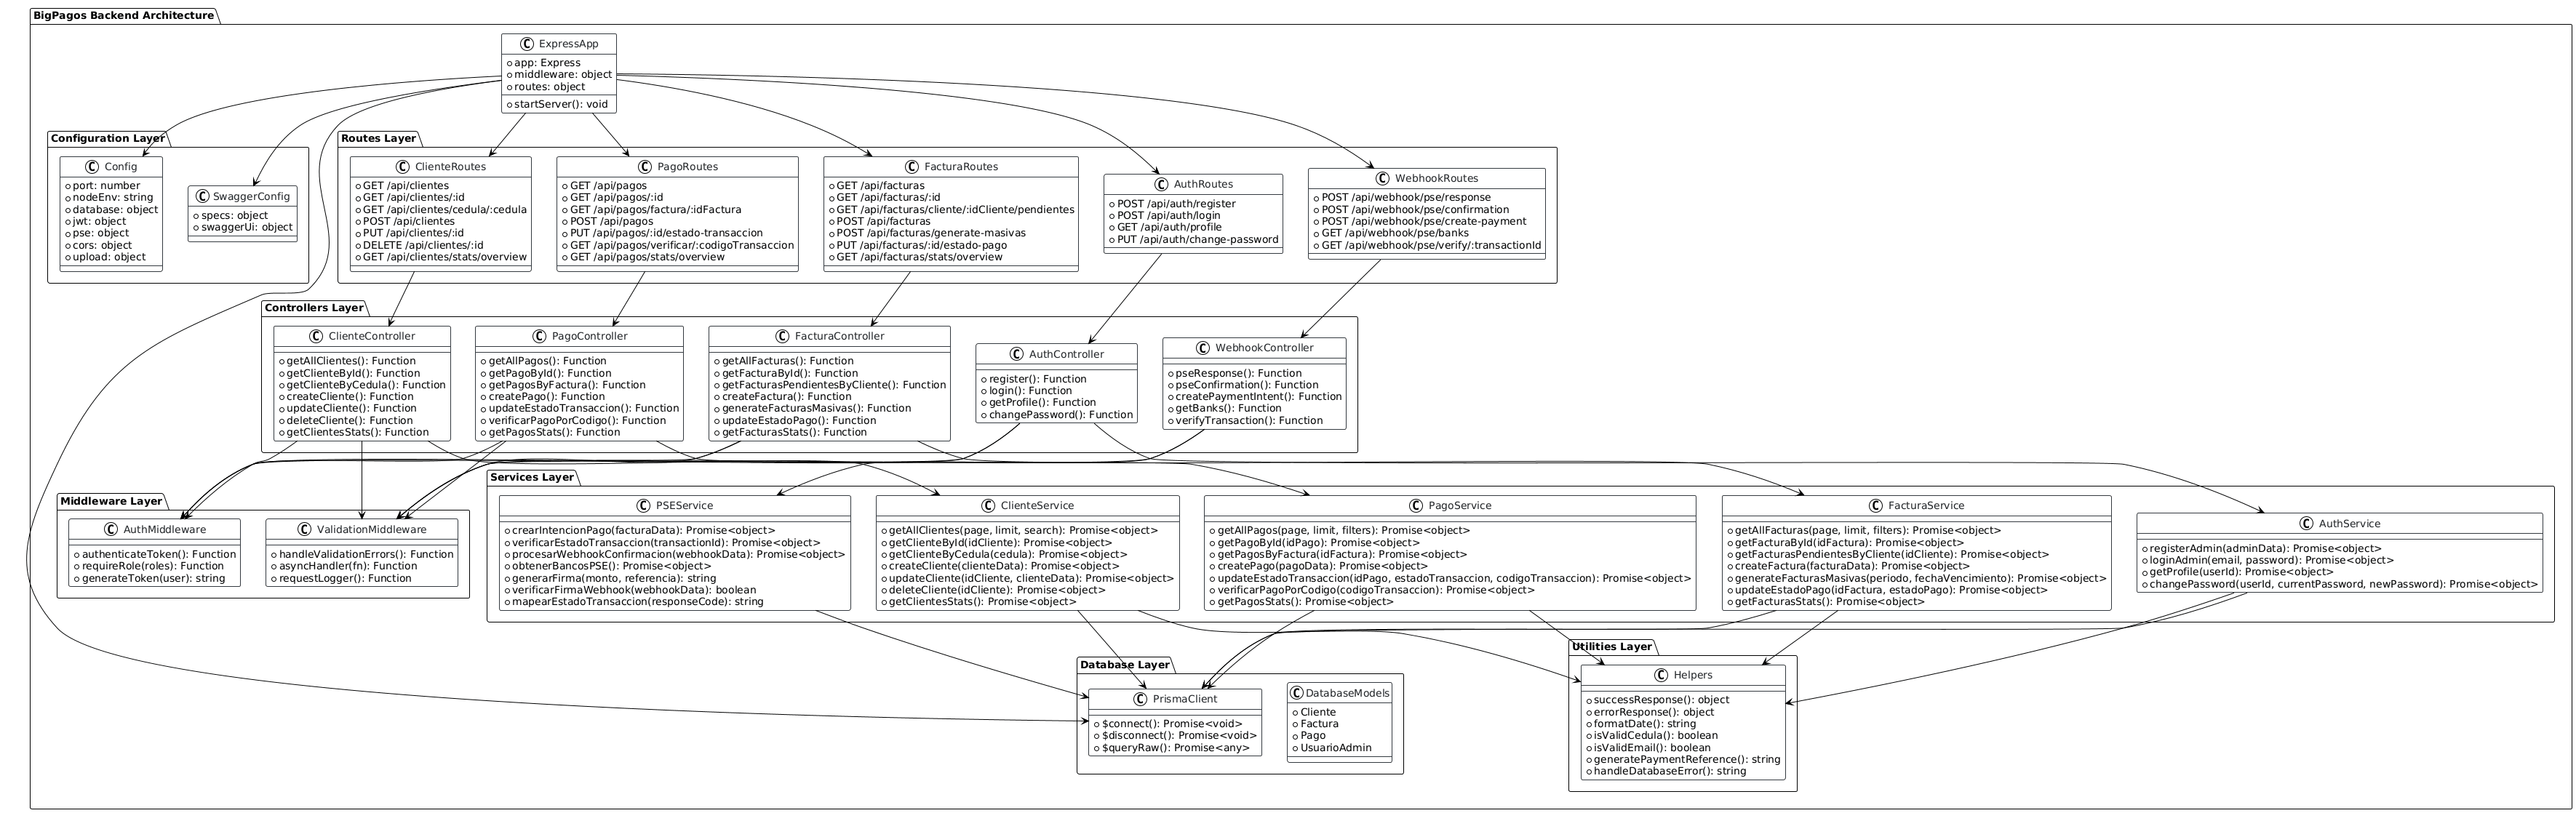 BigPagos Backend Architecture
ExpressApp
app: Express
middleware: object
routes: object
startServer(): void
Configuration Layer
Config
port: number
nodeEnv: string
database: object
jwt: object
pse: object
cors: object
upload: object
SwaggerConfig
specs: object
swaggerUi: object
Routes Layer
ClienteRoutes
GET /api/clientes
GET /api/clientes/:id
GET /api/clientes/cedula/:cedula
POST /api/clientes
PUT /api/clientes/:id
DELETE /api/clientes/:id
GET /api/clientes/stats/overview
PagoRoutes
GET /api/pagos
GET /api/pagos/:id
GET /api/pagos/factura/:idFactura
POST /api/pagos
PUT /api/pagos/:id/estado-transaccion
GET /api/pagos/verificar/:codigoTransaccion
GET /api/pagos/stats/overview
FacturaRoutes
GET /api/facturas
GET /api/facturas/:id
GET /api/facturas/cliente/:idCliente/pendientes
POST /api/facturas
POST /api/facturas/generate-masivas
PUT /api/facturas/:id/estado-pago
GET /api/facturas/stats/overview
AuthRoutes
POST /api/auth/register
POST /api/auth/login
GET /api/auth/profile
PUT /api/auth/change-password
WebhookRoutes
POST /api/webhook/pse/response
POST /api/webhook/pse/confirmation
POST /api/webhook/pse/create-payment
GET /api/webhook/pse/banks
GET /api/webhook/pse/verify/:transactionId
Controllers Layer
ClienteController
getAllClientes(): Function
getClienteById(): Function
getClienteByCedula(): Function
createCliente(): Function
updateCliente(): Function
deleteCliente(): Function
getClientesStats(): Function
PagoController
getAllPagos(): Function
getPagoById(): Function
getPagosByFactura(): Function
createPago(): Function
updateEstadoTransaccion(): Function
verificarPagoPorCodigo(): Function
getPagosStats(): Function
FacturaController
getAllFacturas(): Function
getFacturaById(): Function
getFacturasPendientesByCliente(): Function
createFactura(): Function
generateFacturasMasivas(): Function
updateEstadoPago(): Function
getFacturasStats(): Function
AuthController
register(): Function
login(): Function
getProfile(): Function
changePassword(): Function
WebhookController
pseResponse(): Function
pseConfirmation(): Function
createPaymentIntent(): Function
getBanks(): Function
verifyTransaction(): Function
Middleware Layer
AuthMiddleware
authenticateToken(): Function
requireRole(roles): Function
generateToken(user): string
ValidationMiddleware
handleValidationErrors(): Function
asyncHandler(fn): Function
requestLogger(): Function
Services Layer
PSEService
crearIntencionPago(facturaData): Promise<object>
verificarEstadoTransaccion(transactionId): Promise<object>
procesarWebhookConfirmacion(webhookData): Promise<object>
obtenerBancosPSE(): Promise<object>
generarFirma(monto, referencia): string
verificarFirmaWebhook(webhookData): boolean
mapearEstadoTransaccion(responseCode): string
ClienteService
getAllClientes(page, limit, search): Promise<object>
getClienteById(idCliente): Promise<object>
getClienteByCedula(cedula): Promise<object>
createCliente(clienteData): Promise<object>
updateCliente(idCliente, clienteData): Promise<object>
deleteCliente(idCliente): Promise<object>
getClientesStats(): Promise<object>
PagoService
getAllPagos(page, limit, filters): Promise<object>
getPagoById(idPago): Promise<object>
getPagosByFactura(idFactura): Promise<object>
createPago(pagoData): Promise<object>
updateEstadoTransaccion(idPago, estadoTransaccion, codigoTransaccion): Promise<object>
verificarPagoPorCodigo(codigoTransaccion): Promise<object>
getPagosStats(): Promise<object>
FacturaService
getAllFacturas(page, limit, filters): Promise<object>
getFacturaById(idFactura): Promise<object>
getFacturasPendientesByCliente(idCliente): Promise<object>
createFactura(facturaData): Promise<object>
generateFacturasMasivas(periodo, fechaVencimiento): Promise<object>
updateEstadoPago(idFactura, estadoPago): Promise<object>
getFacturasStats(): Promise<object>
AuthService
registerAdmin(adminData): Promise<object>
loginAdmin(email, password): Promise<object>
getProfile(userId): Promise<object>
changePassword(userId, currentPassword, newPassword): Promise<object>
Database Layer
PrismaClient
$connect(): Promise<void>
$disconnect(): Promise<void>
$queryRaw(): Promise<any>
DatabaseModels
Cliente
Factura
Pago
UsuarioAdmin
Utilities Layer
Helpers
successResponse(): object
errorResponse(): object
formatDate(): string
isValidCedula(): boolean
isValidEmail(): boolean
generatePaymentReference(): string
handleDatabaseError(): string